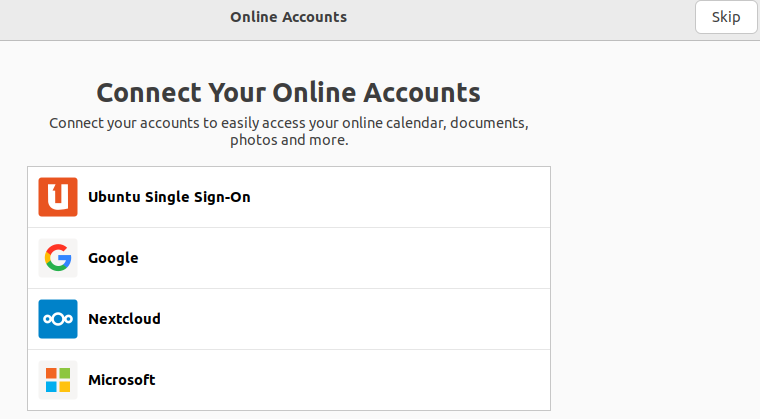 Online Accounts
Skip
Connect Your Online Accounts
Connect your accounts to easily access your online calendar, documents,
photos and more.
Ubuntu Single Sign-On
Google
Nextcloud
Microsoft